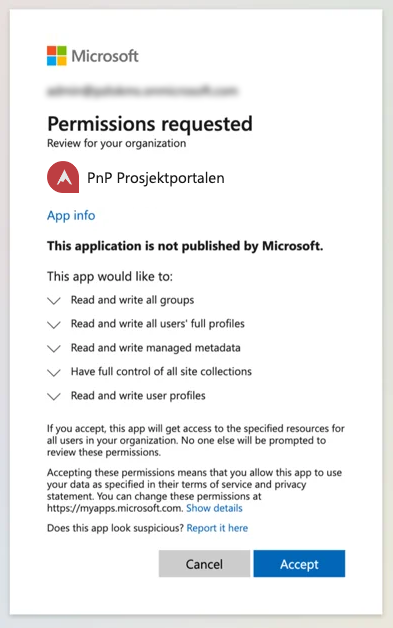 Microsoft
Permissions requested
Review for your organization
PnP Prosjektportalen
App info
This application is not published by Microsoft.
This app would like to:
Read and write all groups
Read and write all users' full profiles
Read and write managed metadata
Have full control of all site collections
Read and write user profiles
If you accept, this app will get access to the specified resources for
all users in your organization. No one else will be prompted to
review these permissions.
Accepting these permissions means that you allow this app to use
your data as specified in their terms of service and privacy
statement. You can change these permissions at
https://myapps.microsoft.com. Show details
Does this app look suspicious? Report it here
Cancel Accept